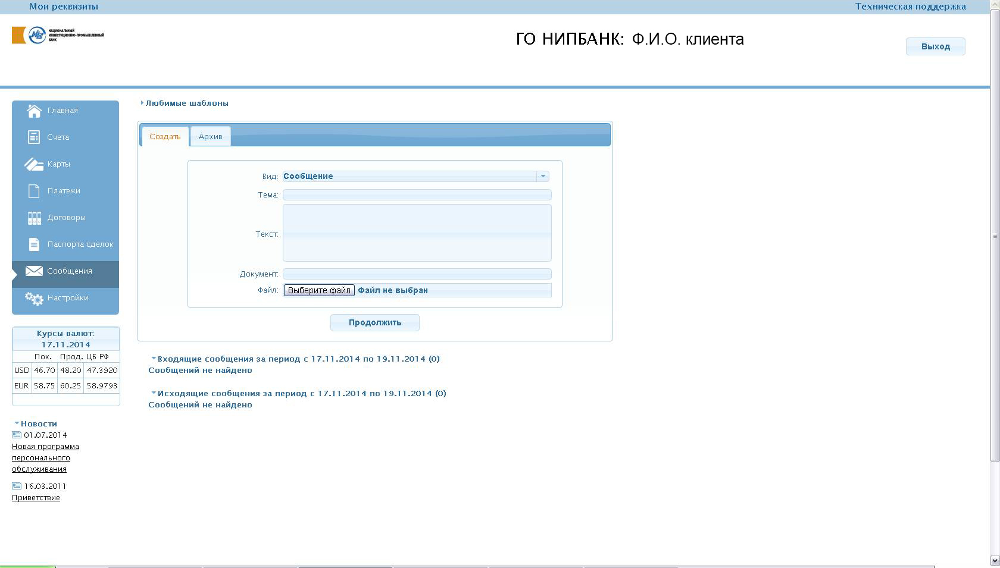 Мои реквизиты
Техническая поддержка
НАЦИОНАЛЬНЫЙ
ИНВЕСТИЦИОННО-ПРОМЫШЛЕННЫЙ
БАНК
ГО НИПБАНК: Ф.И.О. клиента
Выход
Главная
Счета
Карты
Платежи
Договоры
Паспорта сделок
Сообщения
Настройки
Курсы валют:
17.11.2014
Пок. Прод. ЦБ РФ
USD 46.70 48.20 47.3920
EUR 58.75 60.25 58.9793
Новости
01.07.2014
Новая программа
персонального
обслуживания
16.03.2011
Приветствие
Любимые шаблоны
Создать Архив
Вид: Сообщение
Тема:
Текст:
Документ:
Файл: Выберите файл Файл не выбран
Продолжить
Входящие сообщения за период с 17.11.2014 по 19.11.2014 (0)
Сообщений не найдено
Исходящие сообщения за период с 17.11.2014 по 19.11.2014 (0)
Сообщений не найдено